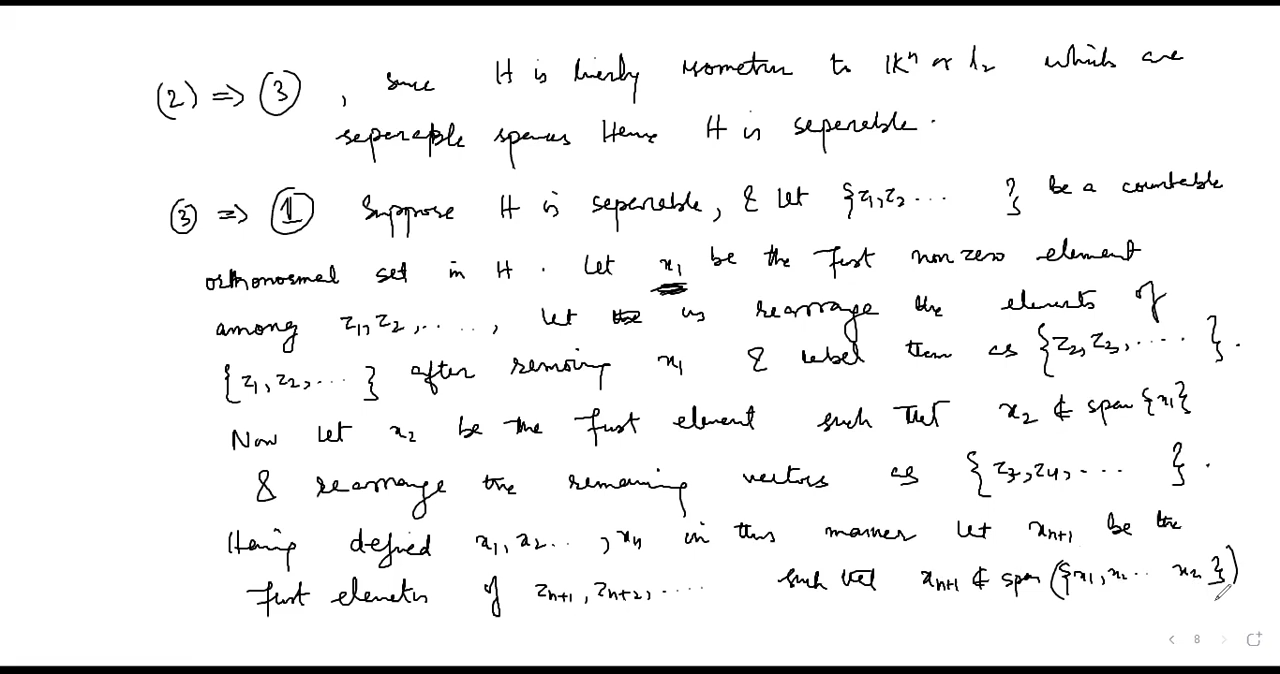 (2) ⇒ (3) , Since H is linearly isometric to IKⁿ or l₂ which are
seperable spaces Hence H is seperable.
(3) ⇒ (1) Suppose H is seperable, & Let {z₁, z₂ ... } be a countable
orthonormal set in H. Let x₁ be the first non zero element
among z₁, z₂, ....., Let us rearrange the elements of
{z₁, z₂, ... } after removing x₁ & label them as {z₂, z₃, .... }.
Now Let x₂ be the first element such that x₂ ∉ span {x₁}
& rearrange the remaining vectors as {z₃, z₄, ... }.
Having defined x₁, x₂ .. , xₙ in this manner Let xₙ₊₁ be the
first element of zₙ₊₁, zₙ₊₂, .... such that xₙ₊₁ ∉ span ({x₁, x₂ .. xₙ})
8